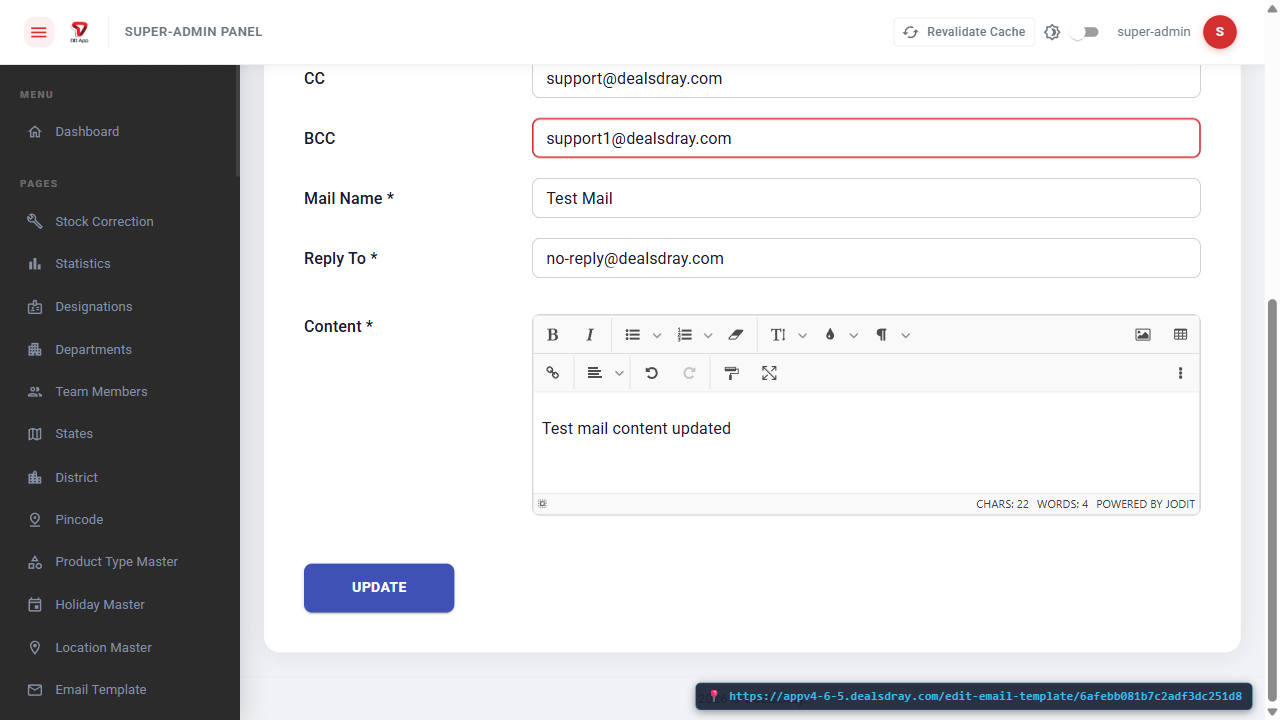 DD App
SUPER-ADMIN PANEL
Revalidate Cache
super-admin
S
MENU
Dashboard
PAGES
Stock Correction
Statistics
Designations
Departments
Team Members
States
District
Pincode
Product Type Master
Holiday Master
Location Master
Email Template
CC
support@dealsdray.com
BCC
support1@dealsdray.com
Mail Name *
Test Mail
Reply To *
no-reply@dealsdray.com
Content *
Test mail content updated
CHARS: 22 WORDS: 4 POWERED BY JODIT
UPDATE
https://appv4-6-5.dealsdray.com/edit-email-template/6afebb081b7c2adf3dc251d8